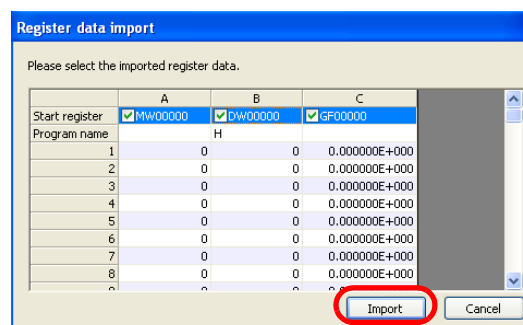 Register data import
Please select the imported register data.
A B C
Start register MW00000 DW00000 GF00000
Program name H
1 0 0 0.000000E+000
2 0 0 0.000000E+000
3 0 0 0.000000E+000
4 0 0 0.000000E+000
5 0 0 0.000000E+000
6 0 0 0.000000E+000
7 0 0 0.000000E+000
8 0 0 0.000000E+000
Import Cancel